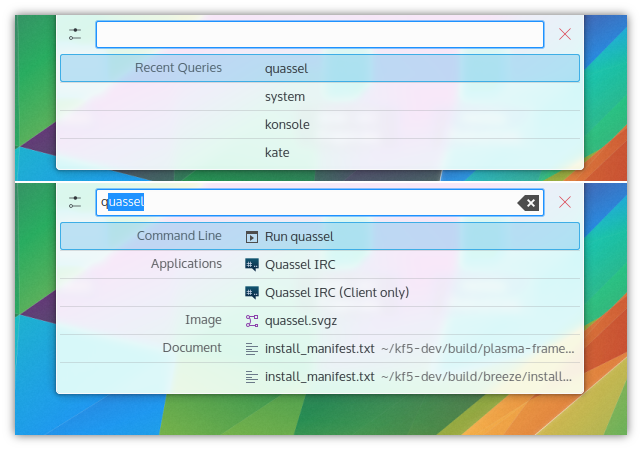 Recent Queries quassel
system
konsole
kate
quassel
Command Line Run quassel
Applications Quassel IRC
Quassel IRC (Client only)
Image quassel.svgz
Document install_manifest.txt ~/kf5-dev/build/plasma-frame...
install_manifest.txt ~/kf5-dev/build/breeze/install...